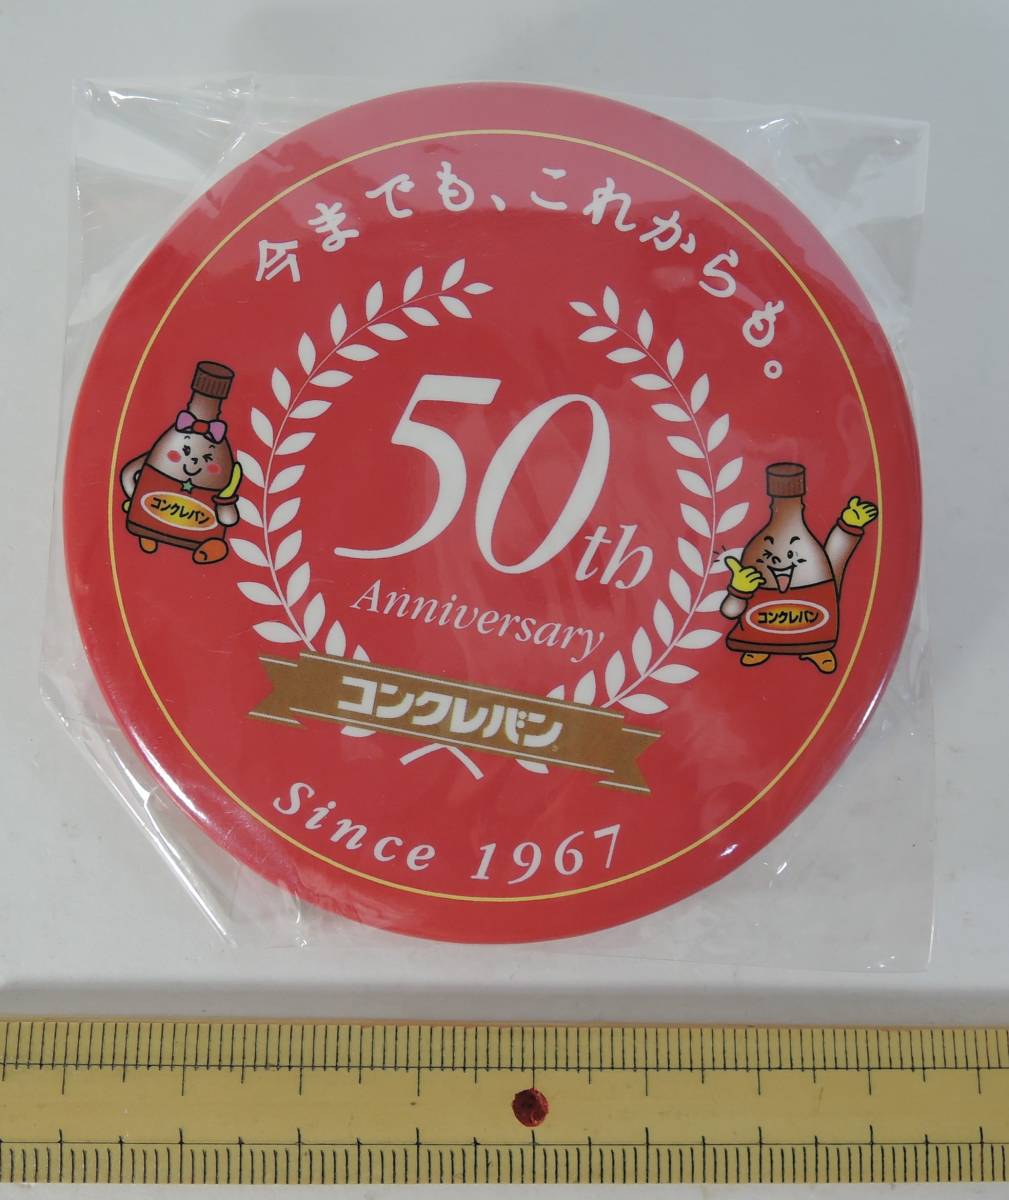 今までも、これからも。
50th
Anniversary
コンクレバン
コンクレバン
コンクレバン®
Since 1967